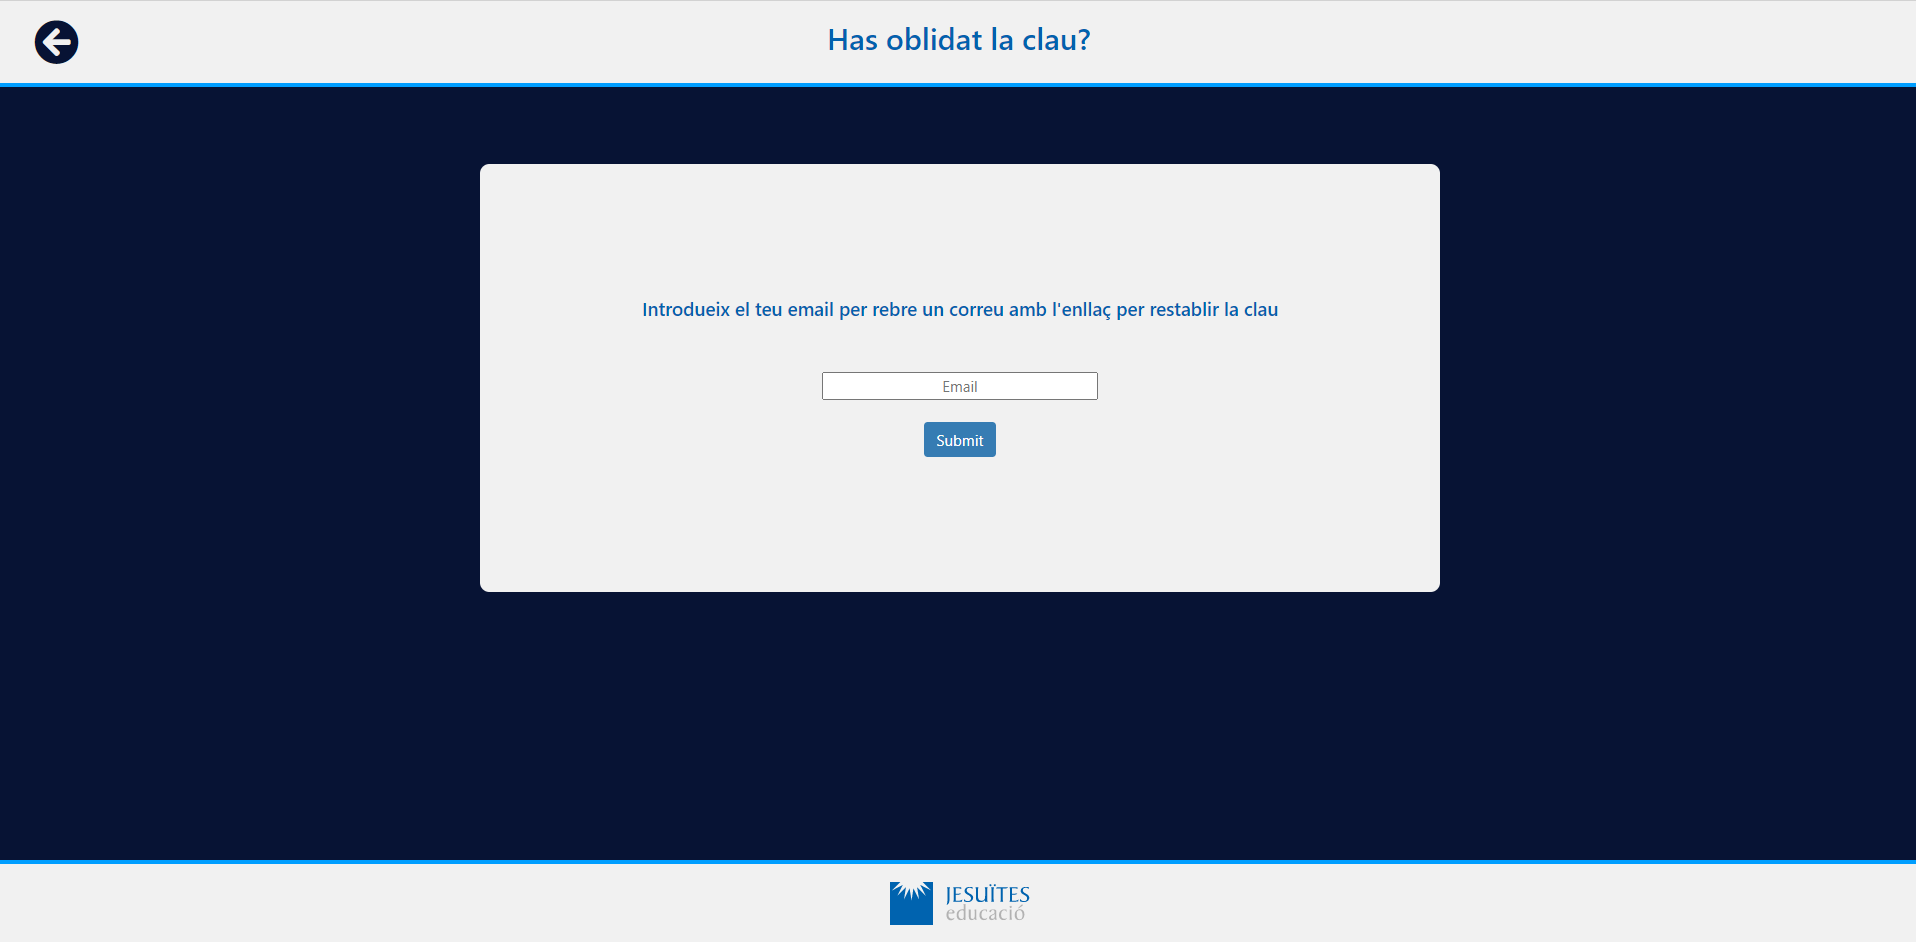 Has oblidat la clau?
Introdueix el teu email per rebre un correu amb l'enllaç per restablir la clau
Email
Submit
JESUÏTES
educació